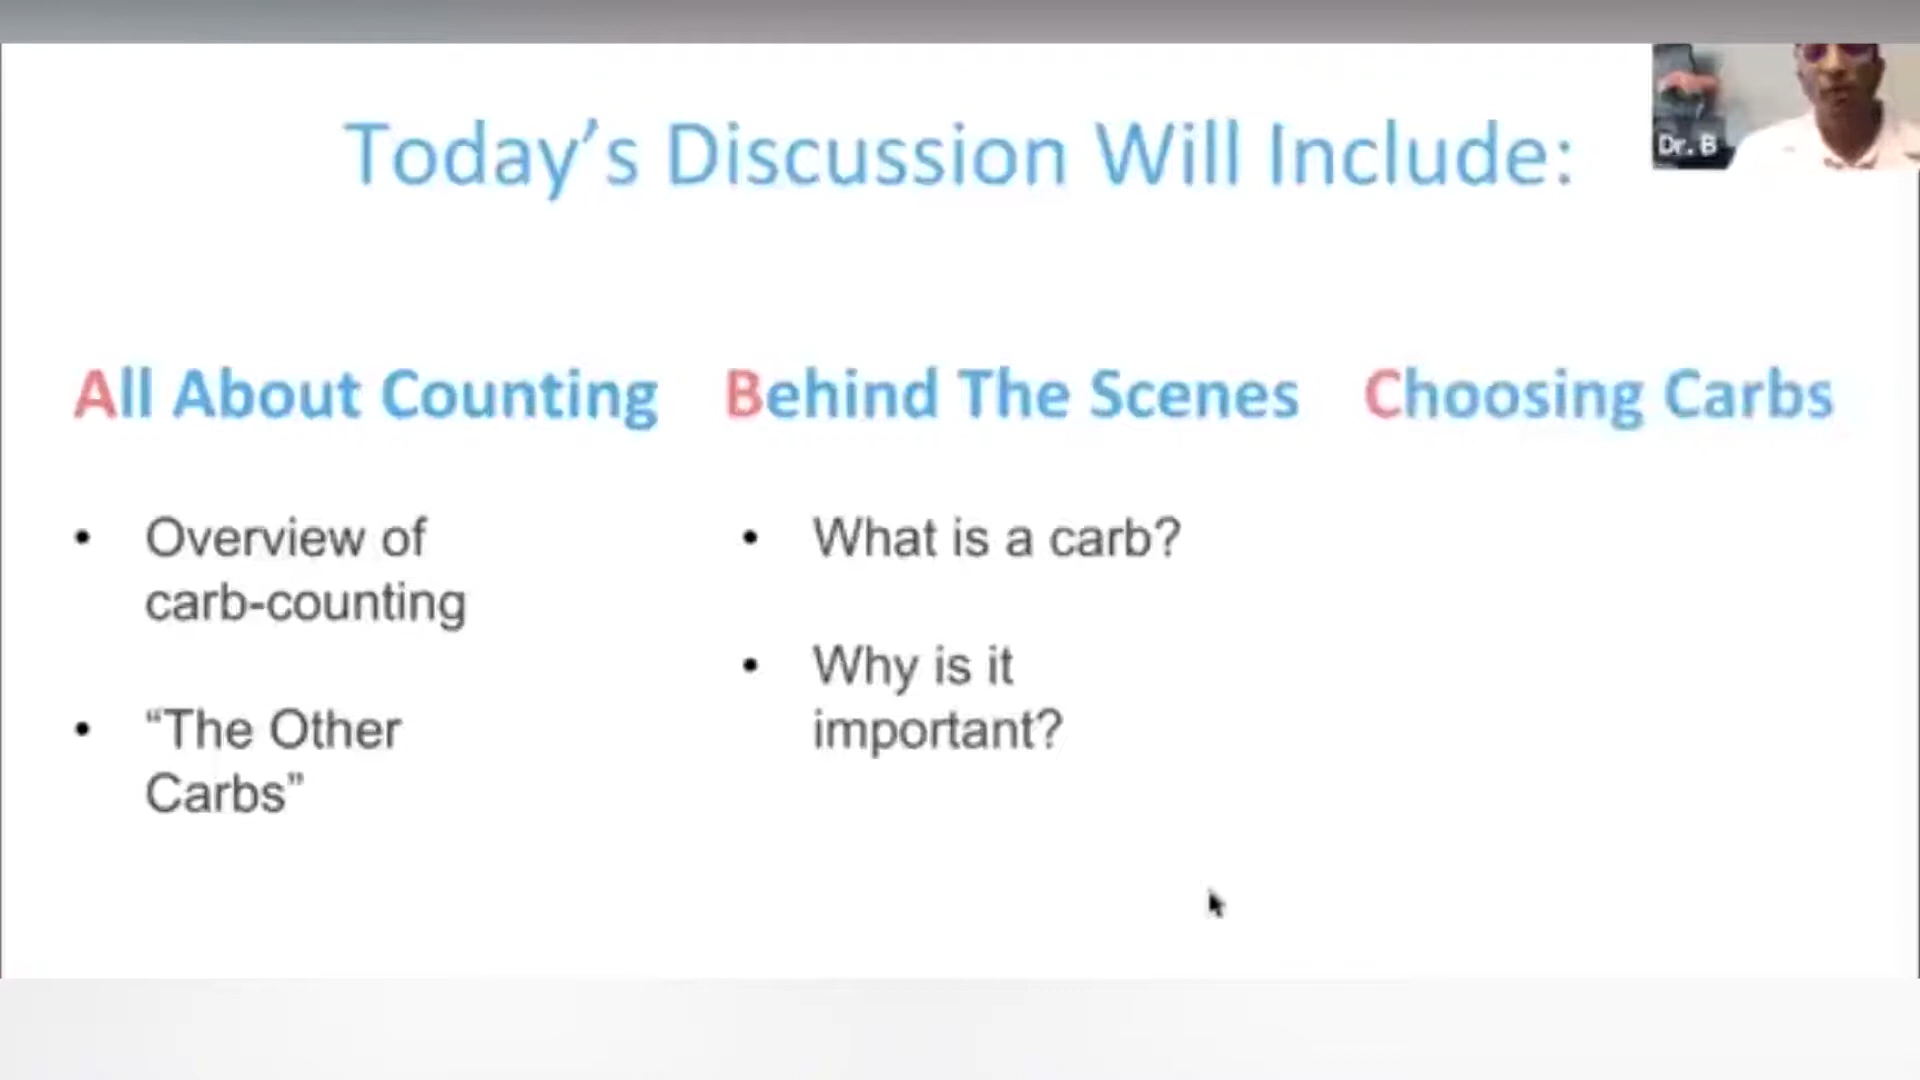 Today’s Discussion Will Include:
Dr. B
All About Counting
Behind The Scenes
Choosing Carbs
• Overview of
carb-counting
• “The Other
Carbs”
• What is a carb?
• Why is it
important?